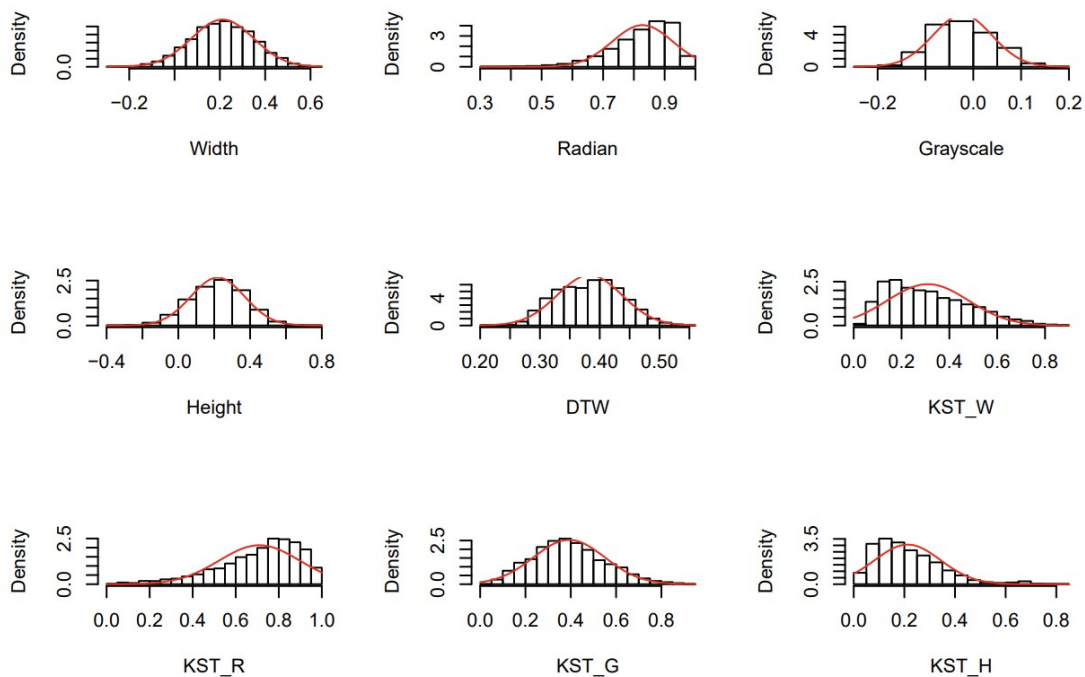 Density
0.0
−0.2 0.2 0.4 0.6
Width
Density
0 3
0.3 0.5 0.7 0.9
Radian
Density
0 4
−0.2 0.0 0.1 0.2
Grayscale
Density
0.0 2.5
−0.4 0.0 0.4 0.8
Height
Density
0 4
0.20 0.30 0.40 0.50
DTW
Density
0.0 2.5
0.0 0.2 0.4 0.6 0.8
KST_W
Density
0.0 2.5
0.0 0.2 0.4 0.6 0.8 1.0
KST_R
Density
0.0 2.5
0.0 0.2 0.4 0.6 0.8
KST_G
Density
0.0 3.5
0.0 0.2 0.4 0.6 0.8
KST_H